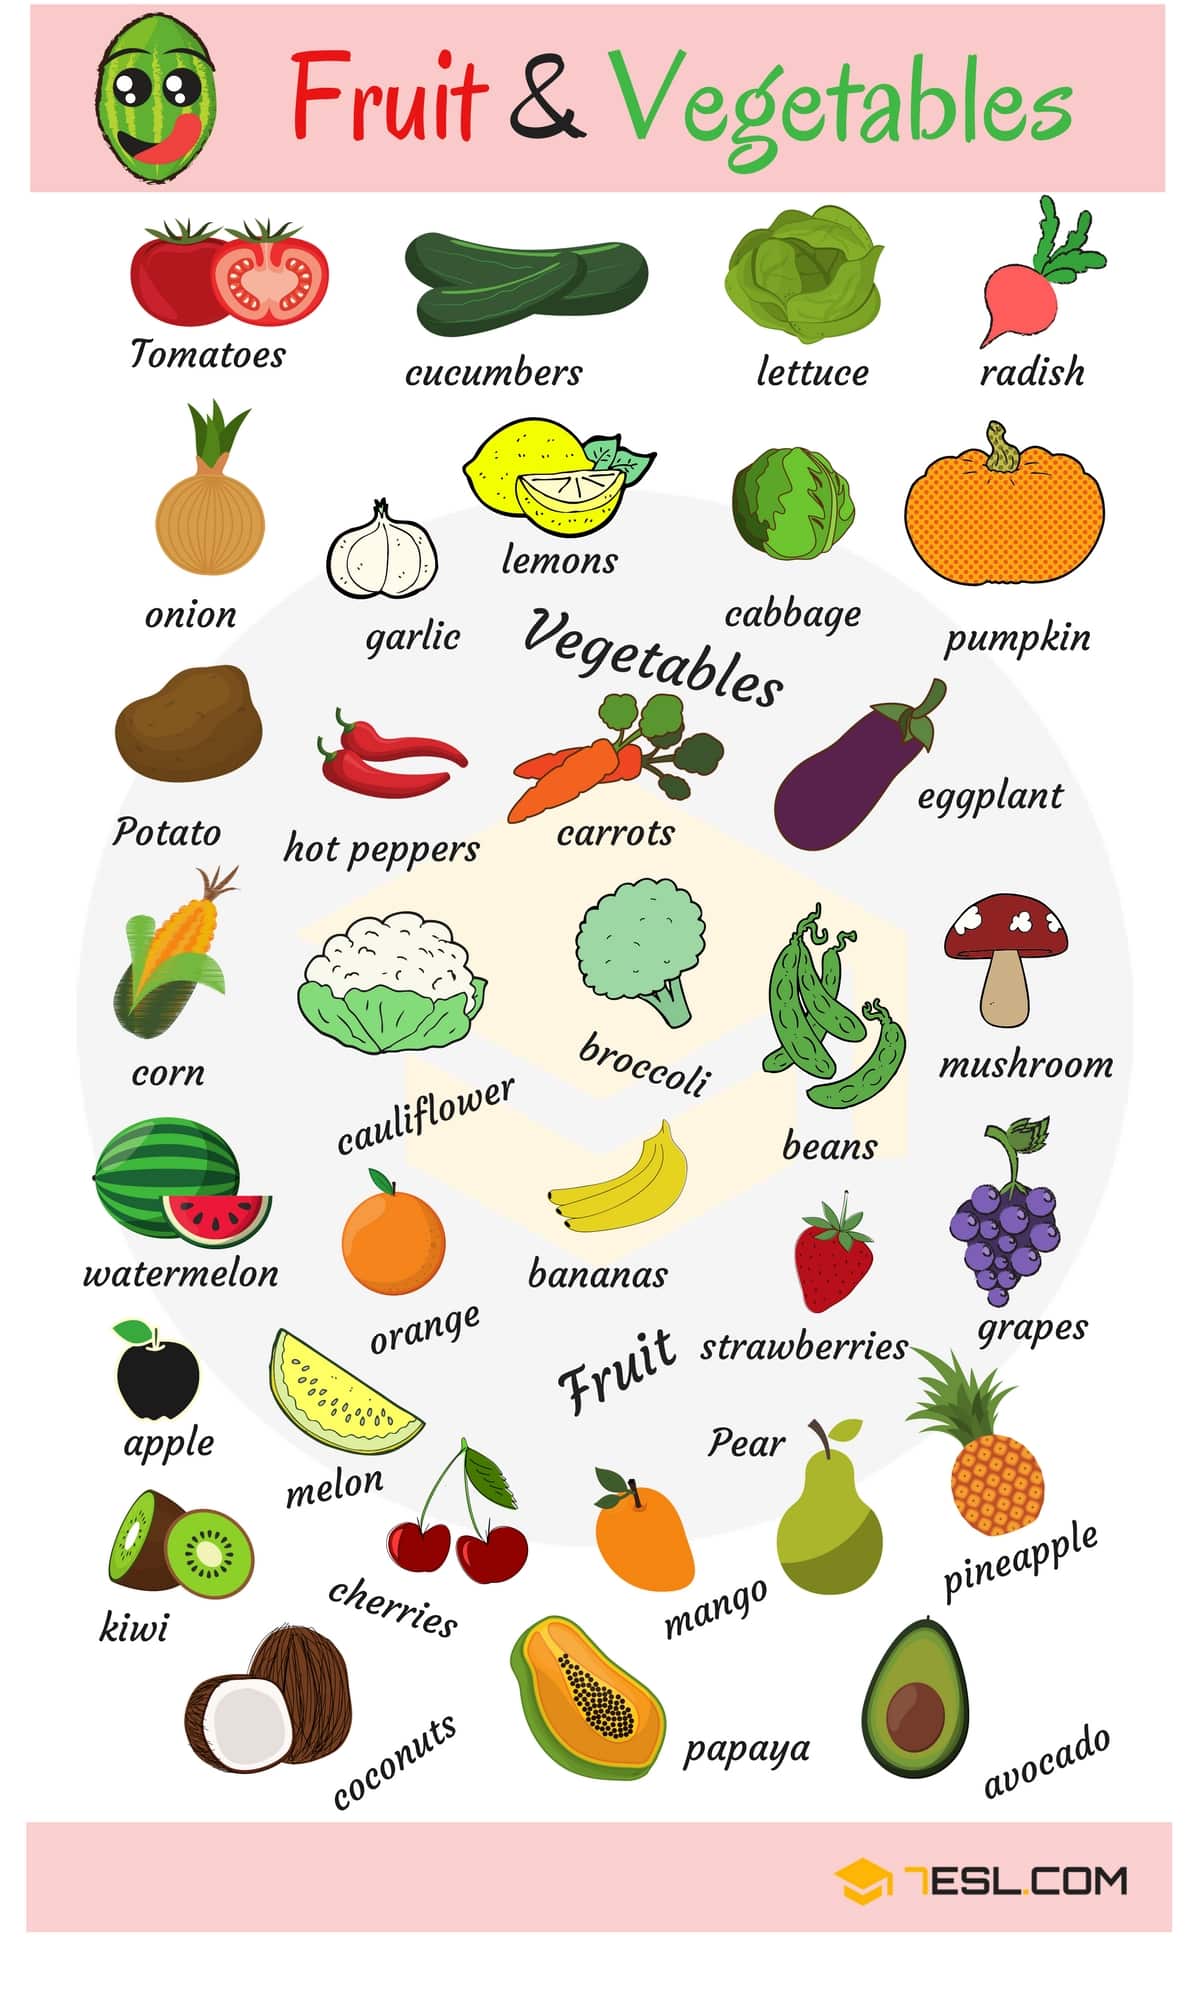 Fruit & Vegetables
Tomatoes
cucumbers
lettuce
radish
onion
garlic
lemons
cabbage
pumpkin
Vegetables
Potato
hot peppers
carrots
eggplant
corn
cauliflower
broccoli
beans
mushroom
watermelon
orange
bananas
strawberries
grapes
Fruit
apple
melon
Pear
pineapple
kiwi
cherries
mango
coconuts
papaya
avocado
7ESL.COM